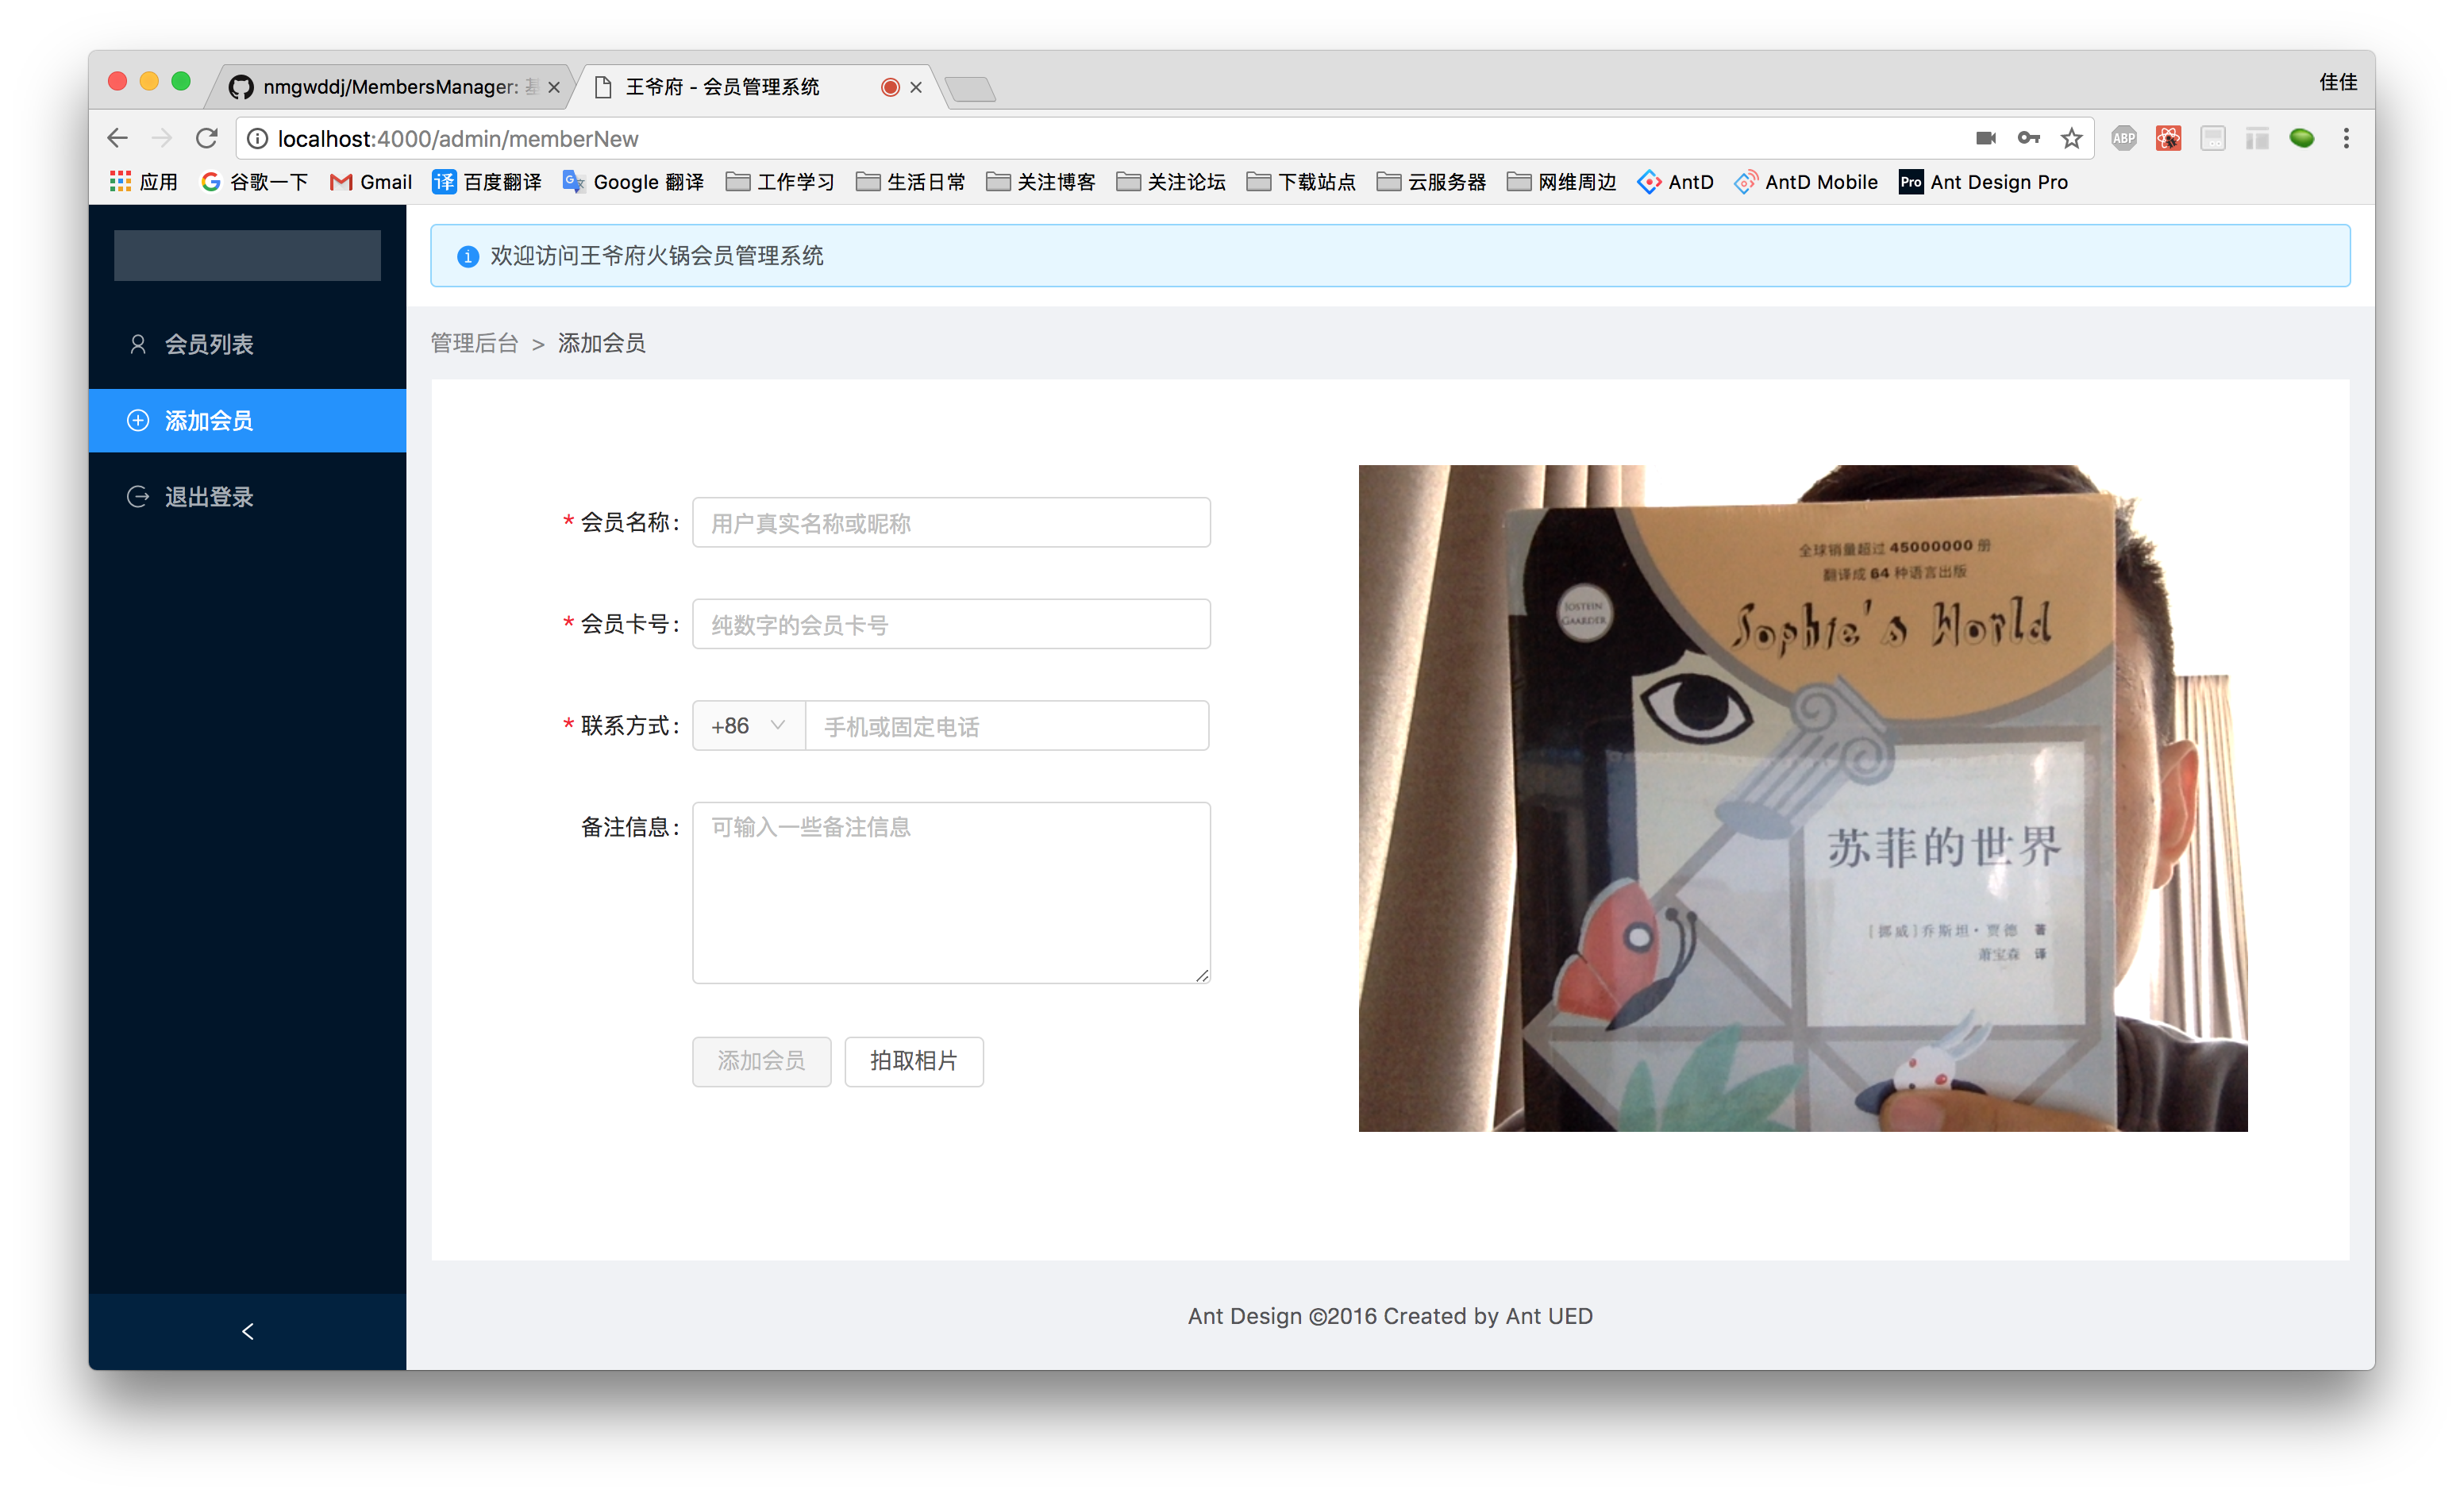 nmgwddj/MembersManager: 基
王爷府 - 会员管理系统
佳佳
localhost:4000/admin/memberNew
ABP
应用
谷歌一下
Gmail
译 百度翻译
Google 翻译
工作学习
生活日常
关注博客
关注论坛
下载站点
云服务器
网维周边
AntD
AntD Mobile
Pro Ant Design Pro
欢迎访问王爷府火锅会员管理系统
会员列表
添加会员
退出登录
管理后台 > 添加会员
* 会员名称:
用户真实名称或昵称
* 会员卡号:
纯数字的会员卡号
* 联系方式:
+86
手机或固定电话
备注信息:
可输入一些备注信息
添加会员
拍取相片
全球销量超过 45000000 册
翻译成 64 种语言出版
JOSTEIN
GAARDER
Sophie's World
苏菲的世界
[挪威]乔斯坦·贾德 著
萧宝森 译
Ant Design ©2016 Created by Ant UED